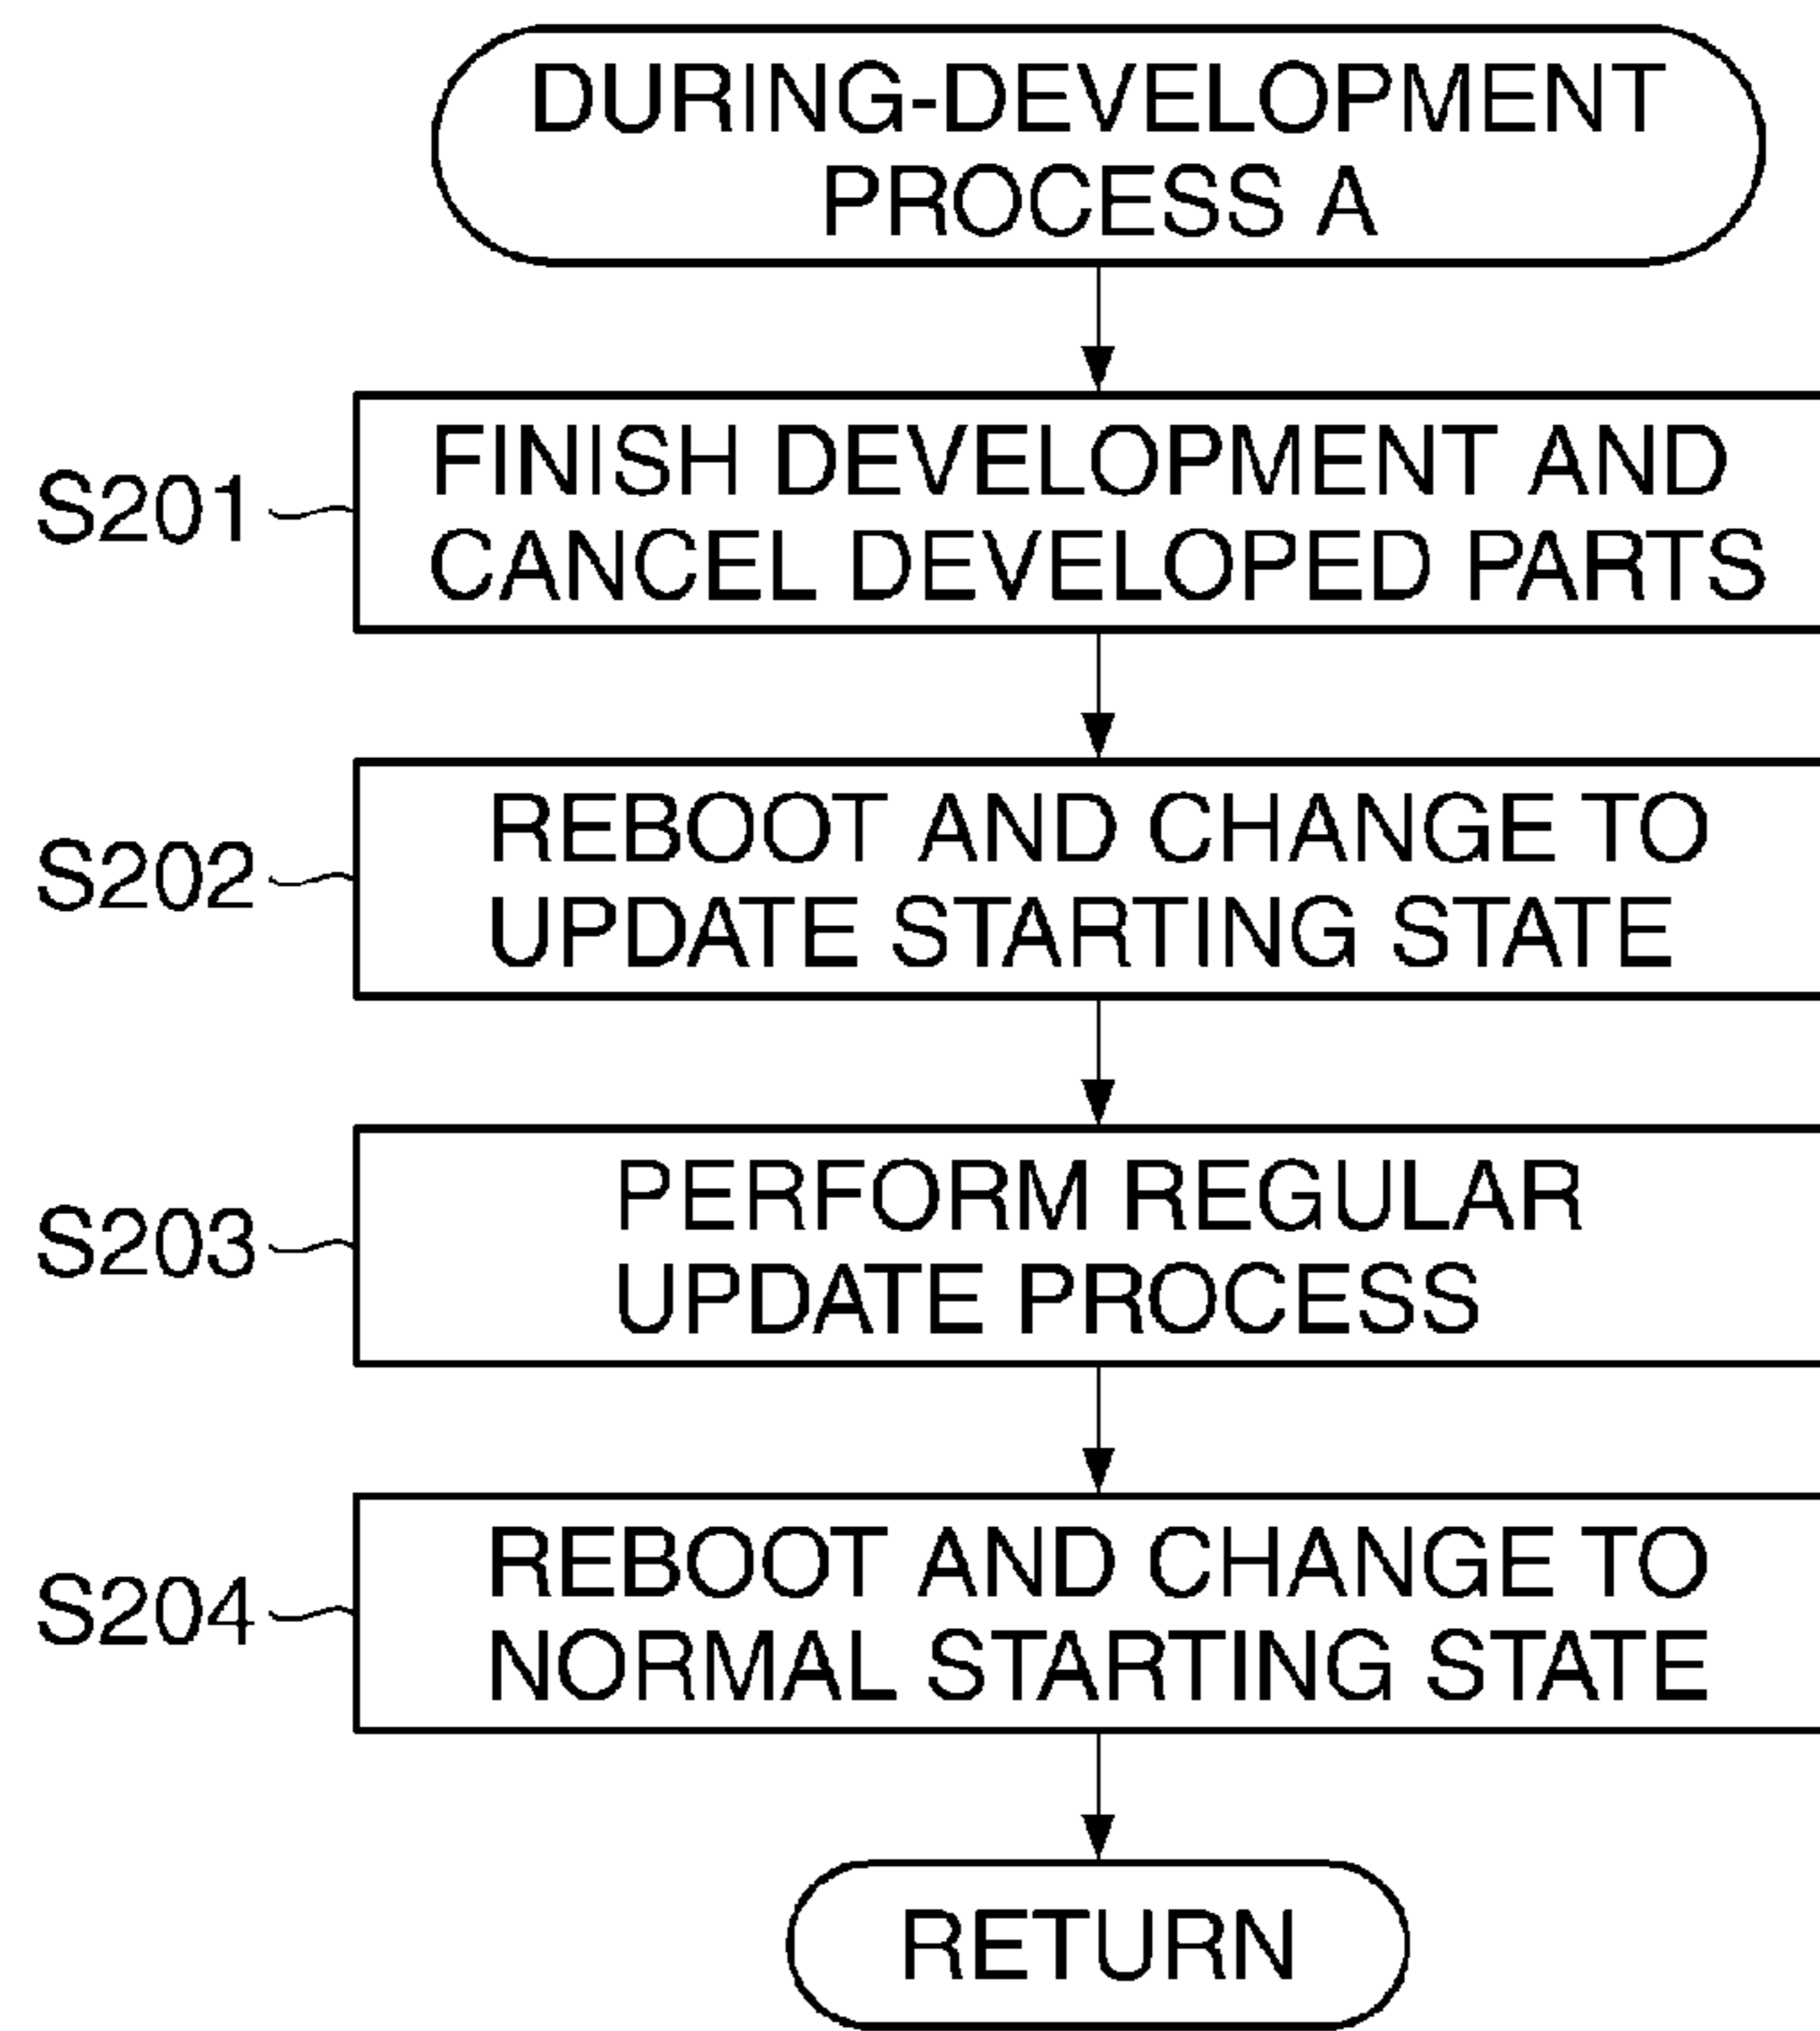 DURING-DEVELOPMENT
PROCESS A
S201
FINISH DEVELOPMENT AND
CANCEL DEVELOPED PARTS
S202
REBOOT AND CHANGE TO
UPDATE STARTING STATE
S203
PERFORM REGULAR
UPDATE PROCESS
S204
REBOOT AND CHANGE TO
NORMAL STARTING STATE
RETURN